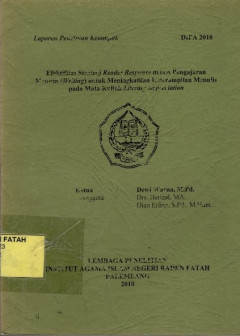 Laporan Penelitian Kelompok
DIPA 2010
Efektifitas Strategi Reader Response dalam Pengajaran
Menulis (Writing) untuk Meningkatkan Keterampilan Menulis
pada Mata Kuliah Literary Appreciation
Ketua
Dewi Warna, M.Pd.
Anggota
Drs. Herizal, MA.
Dian Erlina, S.Pd., M.Hum.
FATAH
LEMBAGA PENELITIAN
INSTITUT AGAMA ISLAM NEGERI RADEN FATAH
PALEMBANG
2010